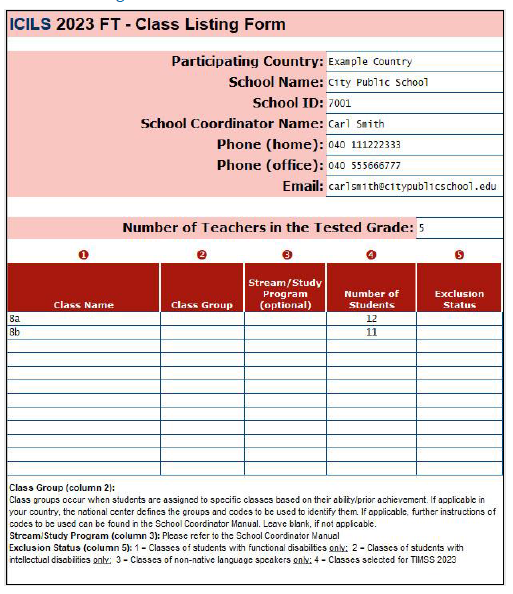 ICILS 2023 FT - Class Listing Form
Participating Country: Example Country
School Name: City Public School
School ID: 7001
School Coordinator Name: Carl Smith
Phone (home): 040 111222333
Phone (office): 040 555666777
Email: carlsmith@citypublicschool.edu
Number of Teachers in the Tested Grade: 5
1 2 3 4 5
Class Name Class Group Stream/Study Program (optional) Number of Students Exclusion Status
8a 12
8b 11
Class Group (column 2):
Class groups occur when students are assigned to specific classes based on their ability/prior achievement. If applicable in
your country, the national center defines the groups and codes to be used to identify them. If applicable, further instructions of
codes to be used can be found in the School Coordinator Manual. Leave blank, if not applicable.
Stream/Study Program (column 3): Please refer to the School Coordinator Manual
Exclusion Status (column 5): 1 - Classes of students with functional disabilities only; 2 - Classes of students with
intellectual disabilities only; 3 - Classes of non-native language speakers only; 4 - Classes selected for TIMSS 2023